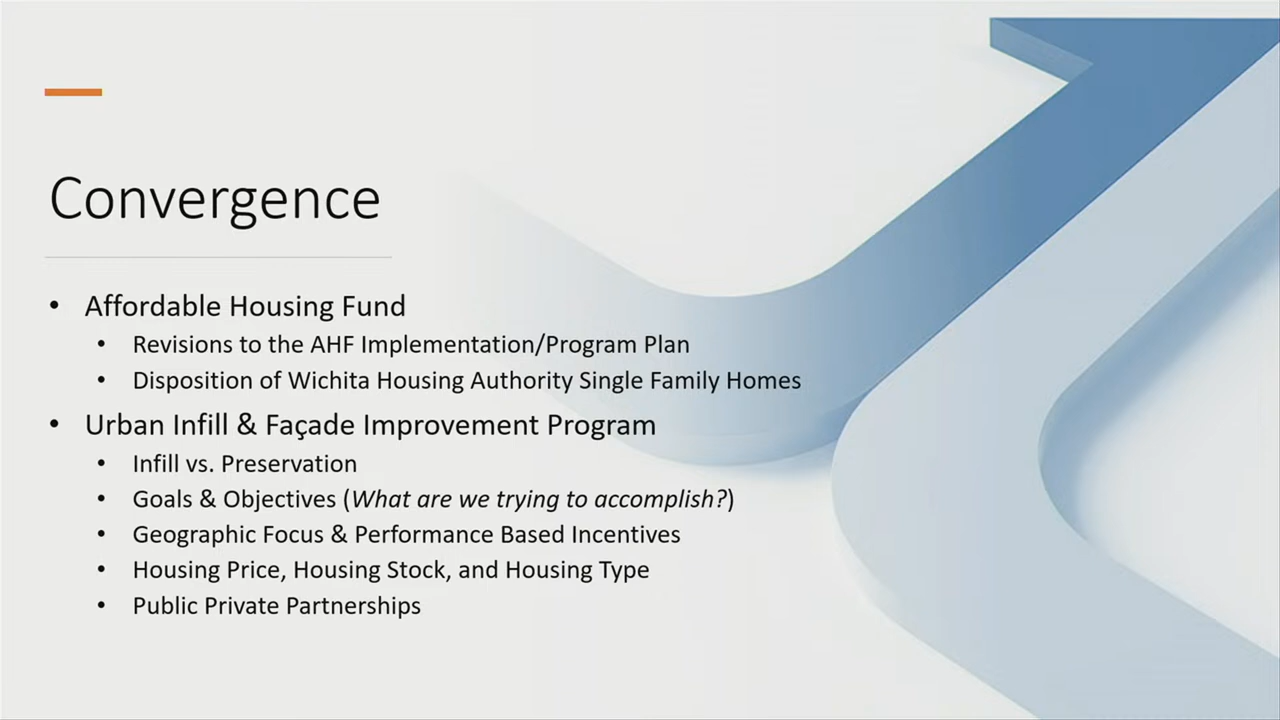 Convergence
• Affordable Housing Fund
• Revisions to the AHF Implementation/Program Plan
• Disposition of Wichita Housing Authority Single Family Homes
• Urban Infill & Façade Improvement Program
• Infill vs. Preservation
• Goals & Objectives (What are we trying to accomplish?)
• Geographic Focus & Performance Based Incentives
• Housing Price, Housing Stock, and Housing Type
• Public Private Partnerships